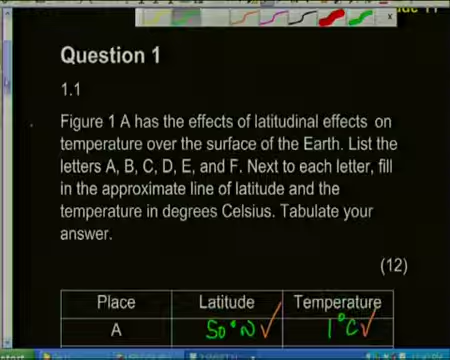 Question 1
1.1
Figure 1 A has the effects of latitudinal effects on
temperature over the surface of the Earth. List the
letters A, B, C, D, E, and F. Next to each letter, fill
in the approximate line of latitude and the
temperature in degrees Celsius. Tabulate your
answer.
(12)
Place Latitude Temperature
A 50°N 1°C